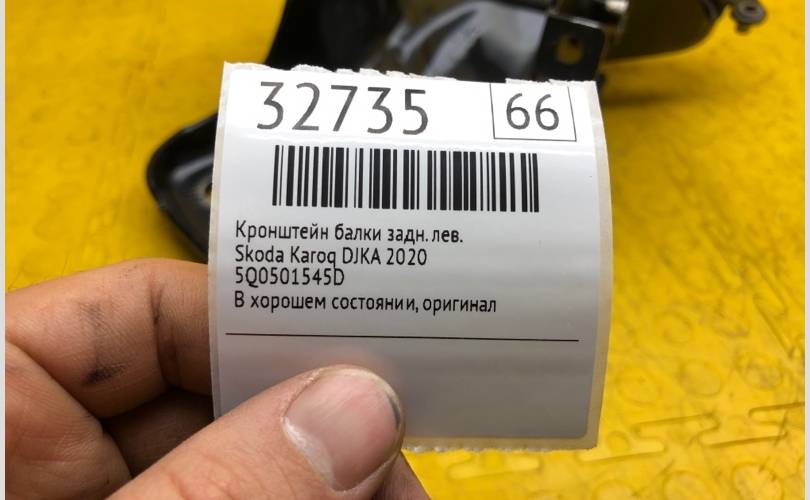 32735 66
Кронштейн балки задн. лев.
Skoda Karoq DJKA 2020
5Q0501545D
В хорошем состоянии, оригинал